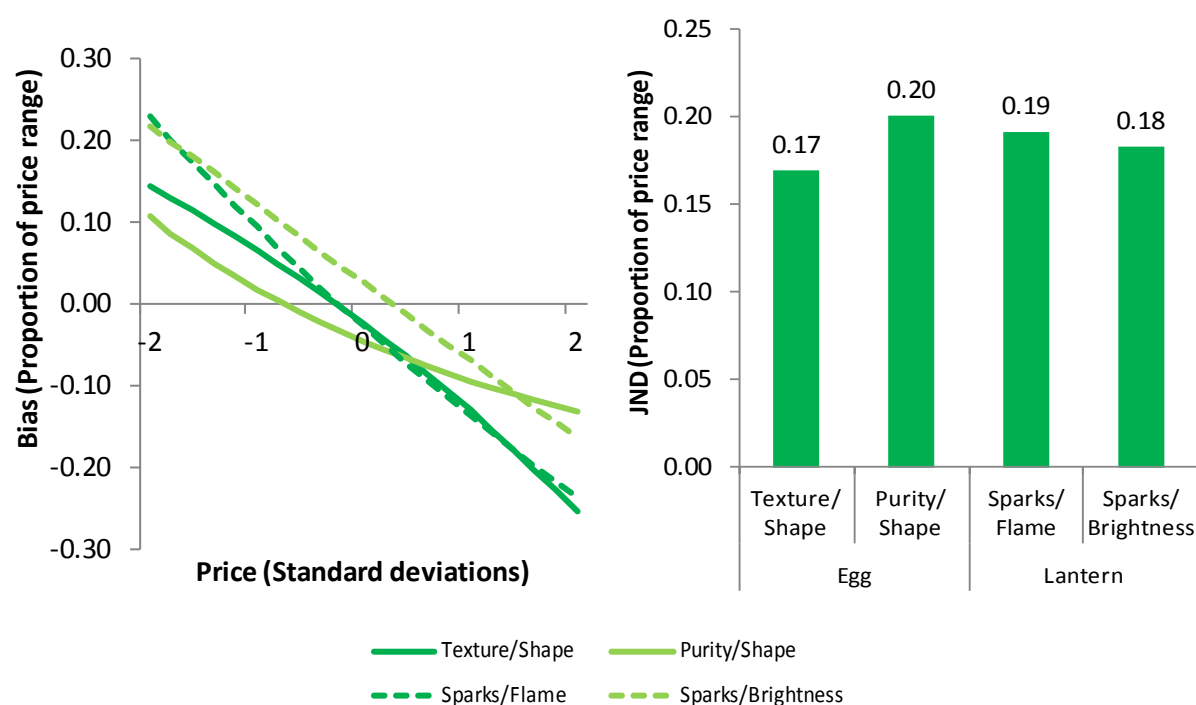 Bias (Proportion of price range)
0.30
0.20
0.10
0.00
-0.10
-0.20
-0.30
-2
-1
0
1
2
Price (Standard deviations)
JND (Proportion of price range)
0.25
0.20
0.15
0.10
0.05
0.00
0.17
0.20
0.19
0.18
Texture/
Shape
Purity/
Shape
Sparks/
Flame
Sparks/
Brightness
Egg
Lantern
Texture/Shape
Purity/Shape
Sparks/Flame
Sparks/Brightness